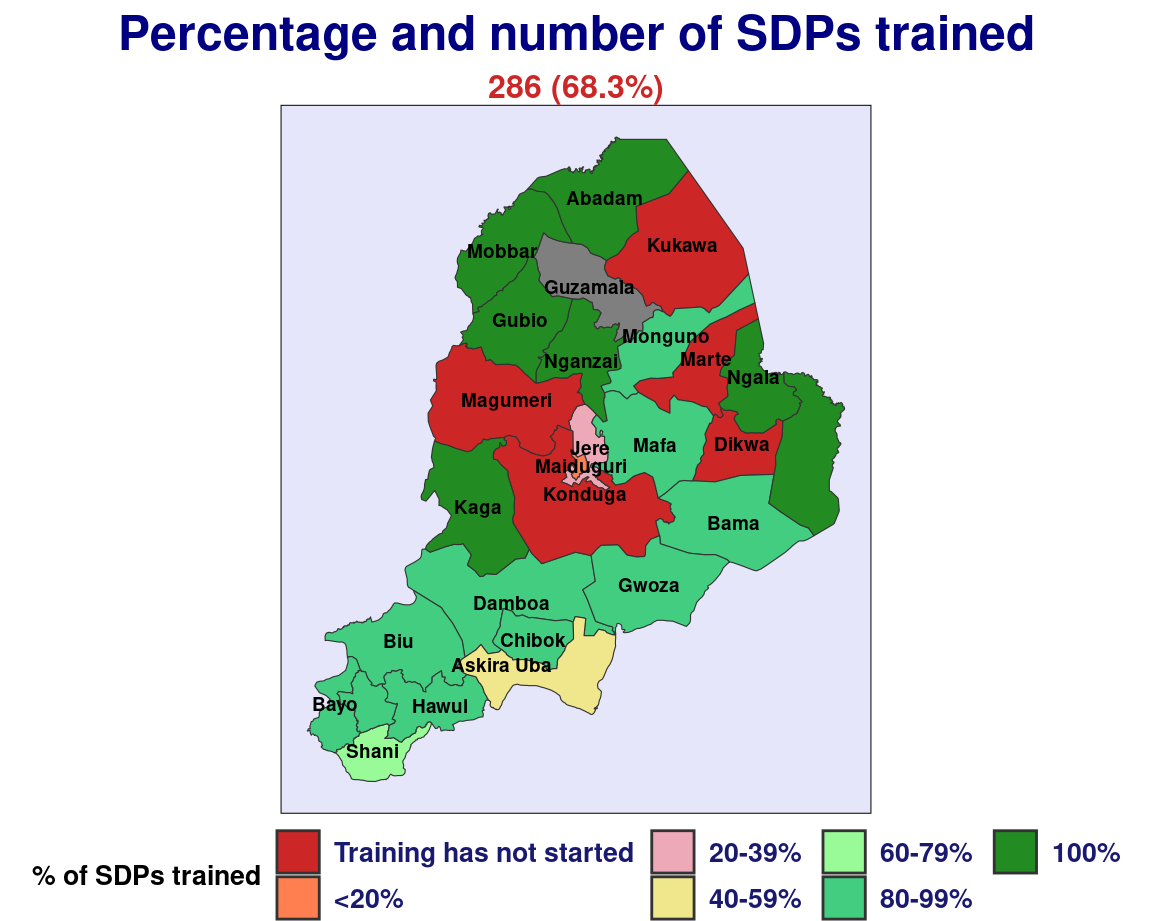 Percentage and number of SDPs trained
286 (68.3%)
Abadam
Kukawa
Mobbar
Guzamala
Gubio
Monguno
Marte
Nganzai
Ngala
Magumeri
Jere
Mafa
Dikwa
Maiduguri
Konduga
Kaga
Bama
Gwoza
Damboa
Chibok
Biu
Askira Uba
Bayo
Hawul
Shani
% of SDPs trained
Training has not started
<20%
20-39%
40-59%
60-79%
80-99%
100%